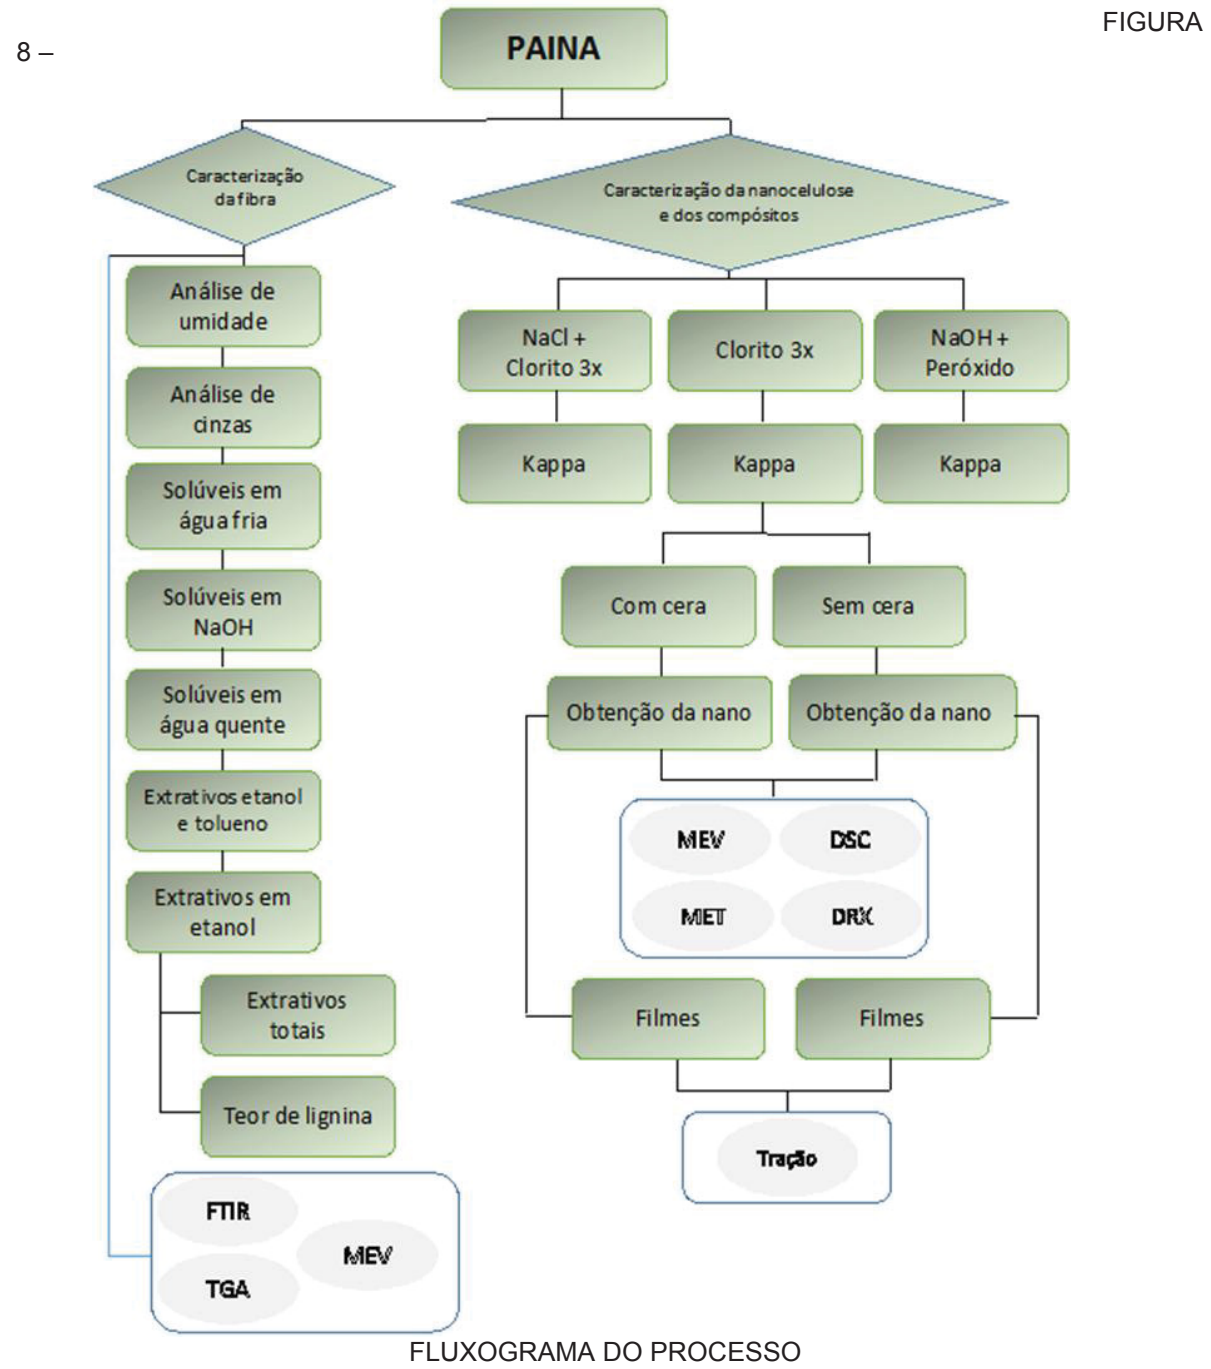 FIGURA
8 –
PAINA
Caracterização
da fibra
Caracterização da nanocelulose
e dos compósitos
Análise de
umidade
Análise de
cinzas
Solúveis em
água fria
Solúveis em
NaOH
Solúveis em
água quente
Extrativos etanol
e tolueno
Extrativos em
etanol
Extrativos
totais
Teor de lignina
FTIR
MEV
TGA
NaCl +
Clorito 3x
Clorito 3x
NaOH +
Peróxido
Kappa
Kappa
Kappa
Com cera
Sem cera
Obtenção da nano
Obtenção da nano
MEV
DSC
MET
DRX
Filmes
Filmes
Tração
FLUXOGRAMA DO PROCESSO